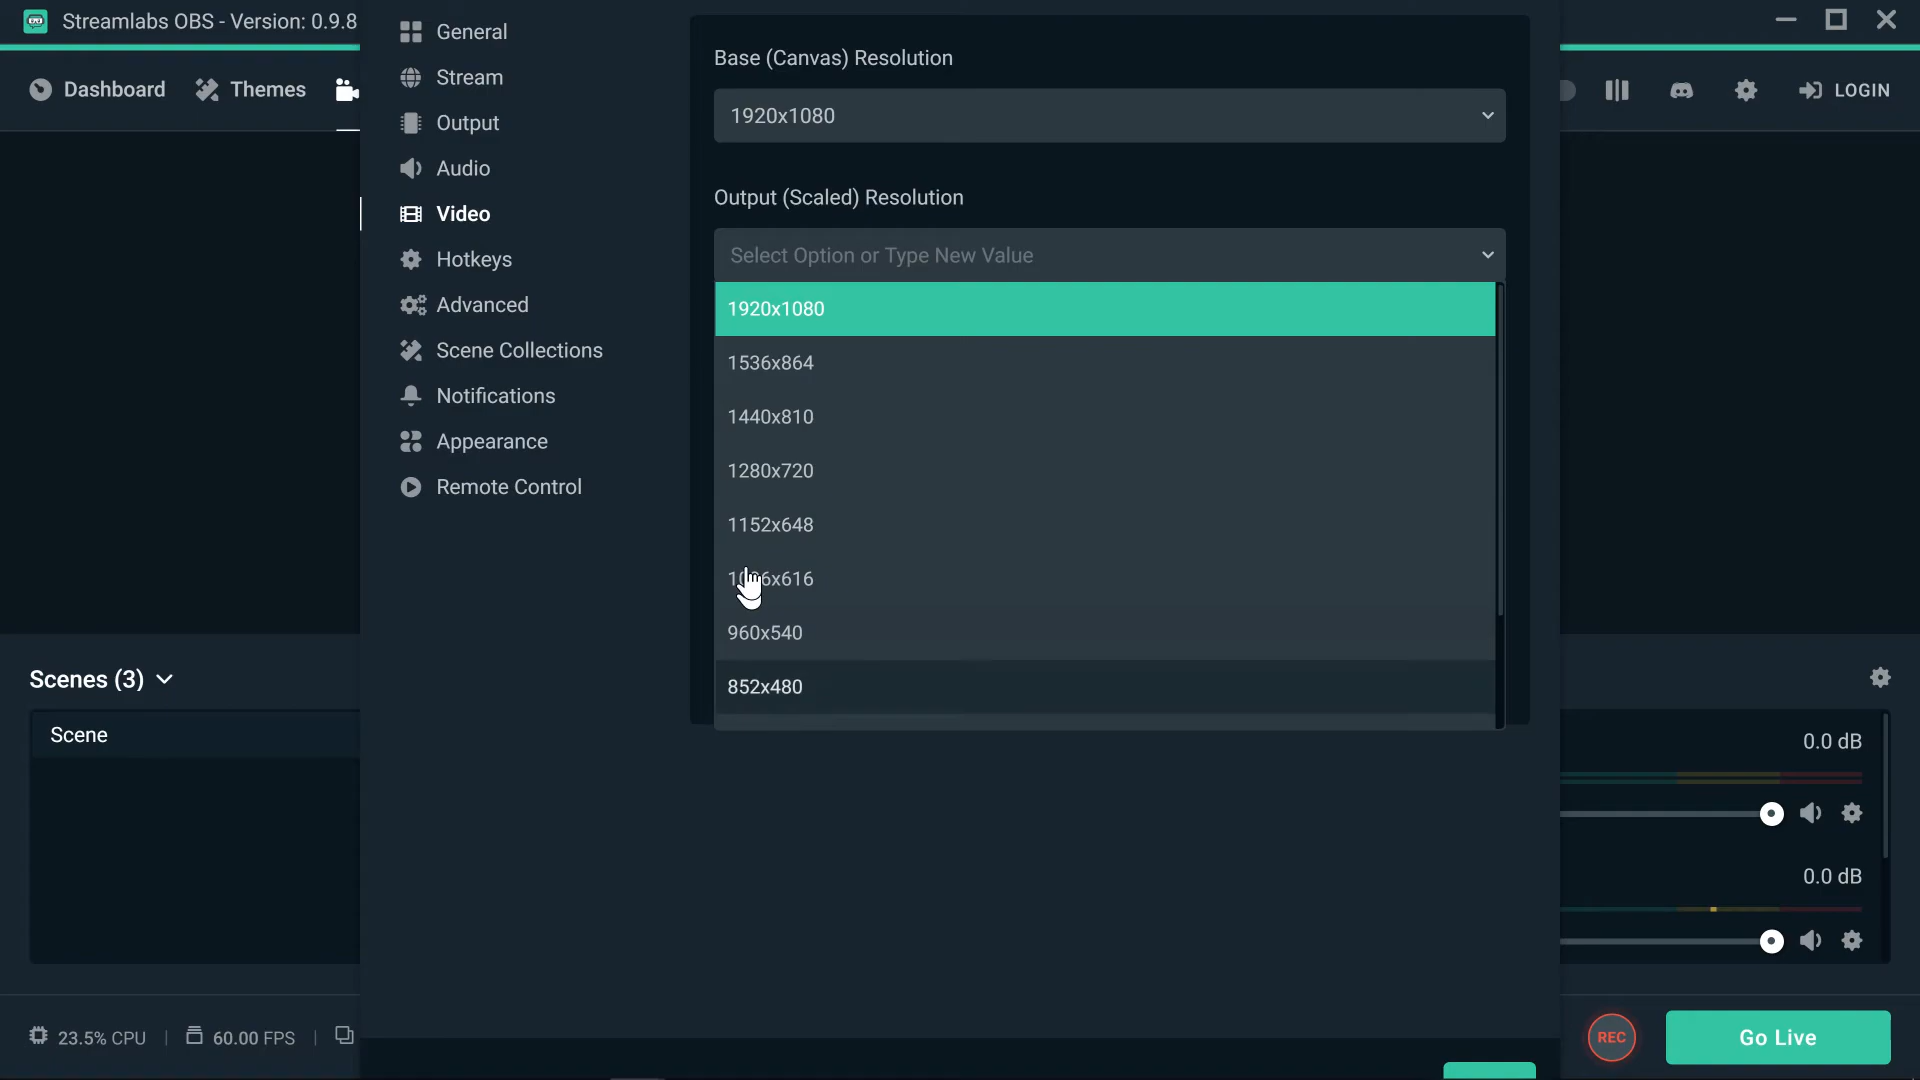 Streamlabs OBS - Version: 0.9.8
Dashboard
Themes
LOGIN
General
Stream
Output
Audio
Video
Hotkeys
Advanced
Scene Collections
Notifications
Appearance
Remote Control
Base (Canvas) Resolution
1920x1080
Output (Scaled) Resolution
Select Option or Type New Value
1920x1080
1536x864
1440x810
1280x720
1152x648
960x540
852x480
Scenes (3)
Scene
0.0 dB
0.0 dB
23.5% CPU
60.00 FPS
REC
Go Live